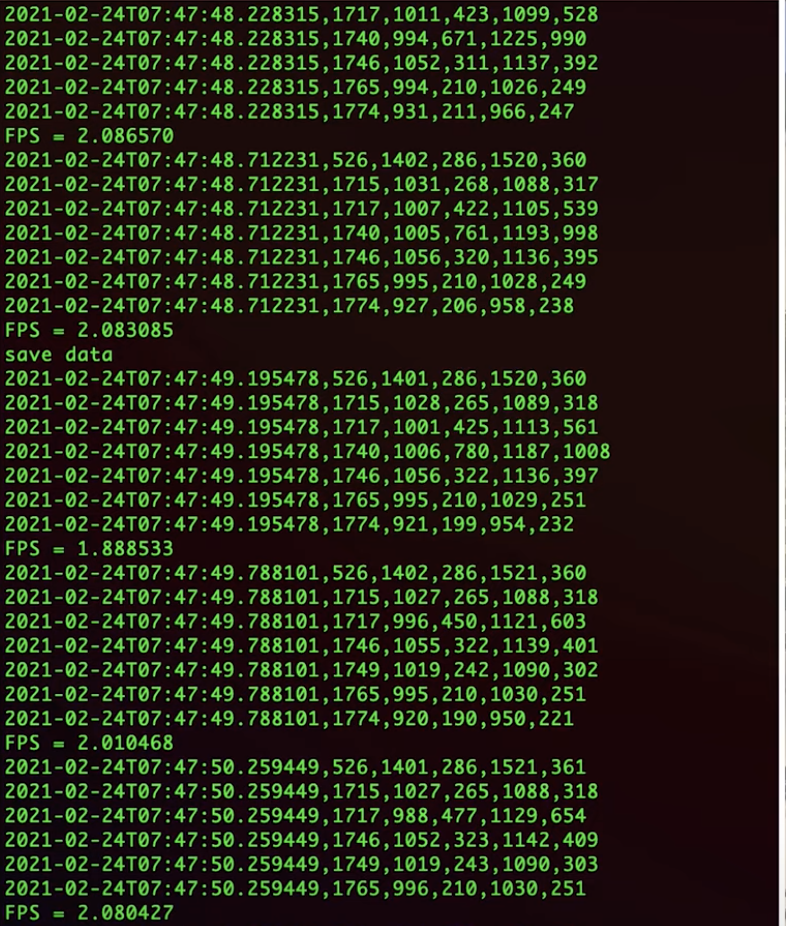 2021-02-24T07:47:48.228315,1717,1011,423,1099,528
2021-02-24T07:47:48.228315,1740,994,671,1225,990
2021-02-24T07:47:48.228315,1746,1052,311,1137,392
2021-02-24T07:47:48.228315,1765,994,210,1026,249
2021-02-24T07:47:48.228315,1774,931,211,966,247
FPS = 2.086570
2021-02-24T07:47:48.712231,526,1402,286,1520,360
2021-02-24T07:47:48.712231,1715,1031,268,1088,317
2021-02-24T07:47:48.712231,1717,1007,422,1105,539
2021-02-24T07:47:48.712231,1740,1005,761,1193,998
2021-02-24T07:47:48.712231,1746,1056,320,1136,395
2021-02-24T07:47:48.712231,1765,995,210,1028,249
2021-02-24T07:47:48.712231,1774,927,206,958,238
FPS = 2.083085
save data
2021-02-24T07:47:49.195478,526,1401,286,1520,360
2021-02-24T07:47:49.195478,1715,1028,265,1089,318
2021-02-24T07:47:49.195478,1717,1001,425,1113,561
2021-02-24T07:47:49.195478,1740,1006,780,1187,1008
2021-02-24T07:47:49.195478,1746,1056,322,1136,397
2021-02-24T07:47:49.195478,1765,995,210,1029,251
2021-02-24T07:47:49.195478,1774,921,199,954,232
FPS = 1.888533
2021-02-24T07:47:49.788101,526,1402,286,1521,360
2021-02-24T07:47:49.788101,1715,1027,265,1088,318
2021-02-24T07:47:49.788101,1717,996,450,1121,603
2021-02-24T07:47:49.788101,1746,1055,322,1139,401
2021-02-24T07:47:49.788101,1749,1019,242,1090,302
2021-02-24T07:47:49.788101,1765,995,210,1030,251
2021-02-24T07:47:49.788101,1774,920,190,950,221
FPS = 2.010468
2021-02-24T07:47:50.259449,526,1401,286,1521,361
2021-02-24T07:47:50.259449,1715,1027,265,1088,318
2021-02-24T07:47:50.259449,1717,988,477,1129,654
2021-02-24T07:47:50.259449,1746,1052,323,1142,409
2021-02-24T07:47:50.259449,1749,1019,243,1090,303
2021-02-24T07:47:50.259449,1765,996,210,1030,251
FPS = 2.080427